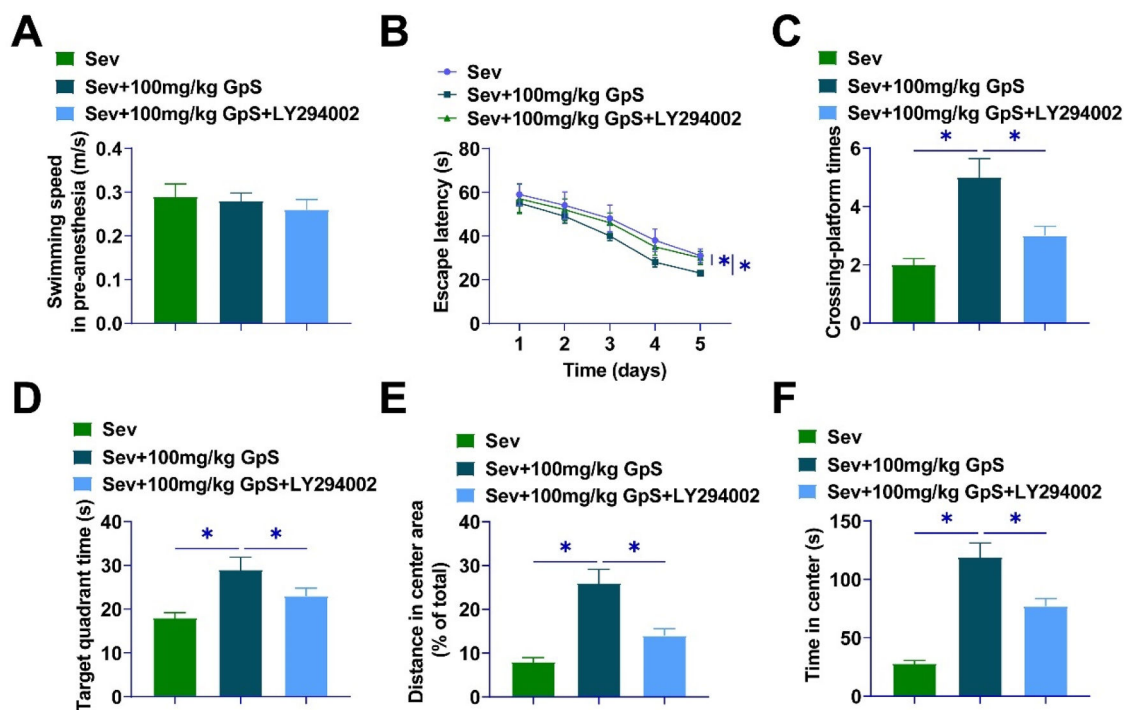 A
Sev
Sev+100mg/kg GpS
Sev+100mg/kg GpS+LY294002
Swimming speed
in pre-anesthesia (m/s)
0.4
0.3
0.2
0.1
0.0
B
Sev
Sev+100mg/kg GpS
Sev+100mg/kg GpS+LY294002
Escape latency (s)
80
60
40
20
0
* *
1 2 3 4 5
Time (days)
C
Sev
Sev+100mg/kg GpS
Sev+100mg/kg GpS+LY294002
Crossing-platform times
6
4
2
0
* *
D
Sev
Sev+100mg/kg GpS
Sev+100mg/kg GpS+LY294002
Target quadrant time (s)
40
30
20
10
0
* *
E
Sev
Sev+100mg/kg GpS
Sev+100mg/kg GpS+LY294002
Distance in center area
(% of total)
40
30
20
10
0
* *
F
Sev
Sev+100mg/kg GpS
Sev+100mg/kg GpS+LY294002
Time in center (s)
150
100
50
0
* *